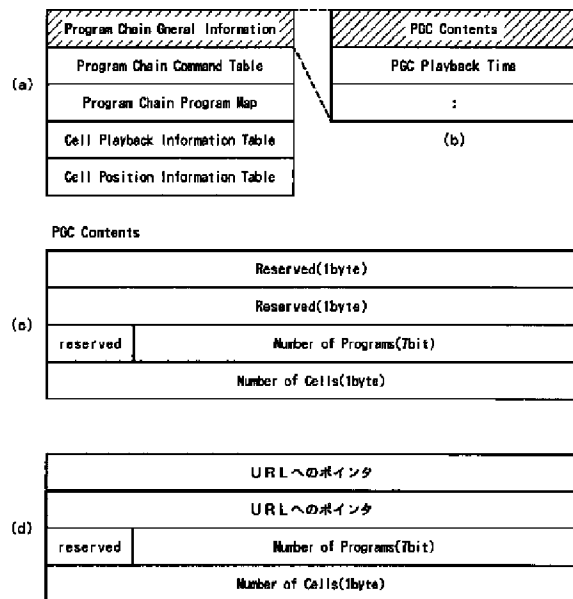 Program Chain Gneral Information
Program Chain Command Table
(a)
Program Chain Program Map
Cell Playback Information Table
Cell Position Information Table
PGC Contents
PGC Playback Time
:
(b)
PGC Contents
Reserved(1byte)
Reserved(1byte)
(c)
reserved Number of Programs(7bit)
Number of Cells(1byte)
URLへのポインタ
URLへのポインタ
(d)
reserved Number of Programs(7bit)
Number of Cells(1byte)